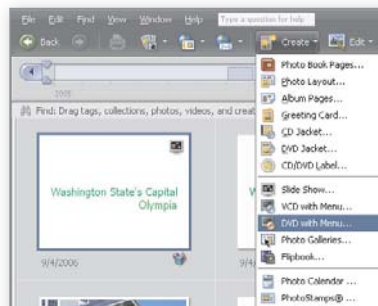 File Edit Find View Window Help Type a question for help
Back Create Edit
Photo Book Pages...
Photo Layout...
Album Pages...
Greeting Card...
CD Jacket...
DVD Jacket...
CD/DVD Label...
Slide Show...
VCD with Menu...
DVD with Menu...
Photo Galleries...
Flipbook...
Photo Calendar ...
PhotoStamps® ...
2005
Find: Drag tags, collections, photos, videos, and creat
Washington State's Capital
Olympia
9/4/2006